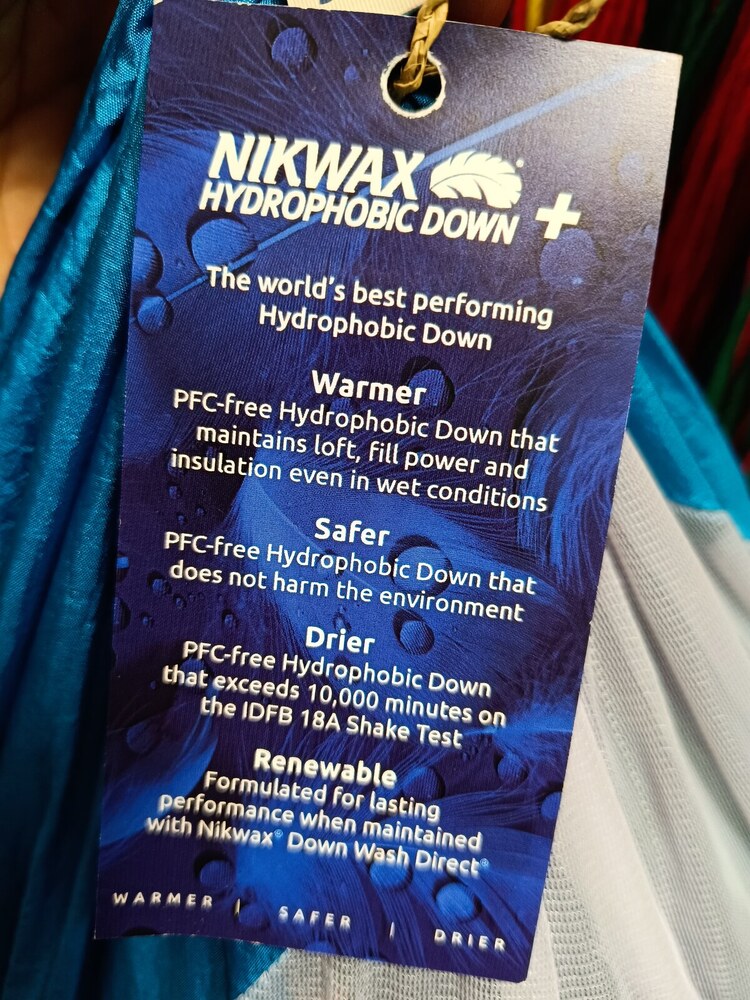 NIKWAX
HYDROPHOBIC DOWN +
The world's best performing
Hydrophobic Down
Warmer
PFC-free Hydrophobic Down that
maintains loft, fill power and
insulation even in wet conditions
Safer
PFC-free Hydrophobic Down that
does not harm the environment
Drier
PFC-free Hydrophobic Down
that exceeds 10,000 minutes on
the IDFB 18A Shake Test
Renewable
Formulated for lasting
performance when maintained
with Nikwax® Down Wash Direct®
WARMER | SAFER | DRIER